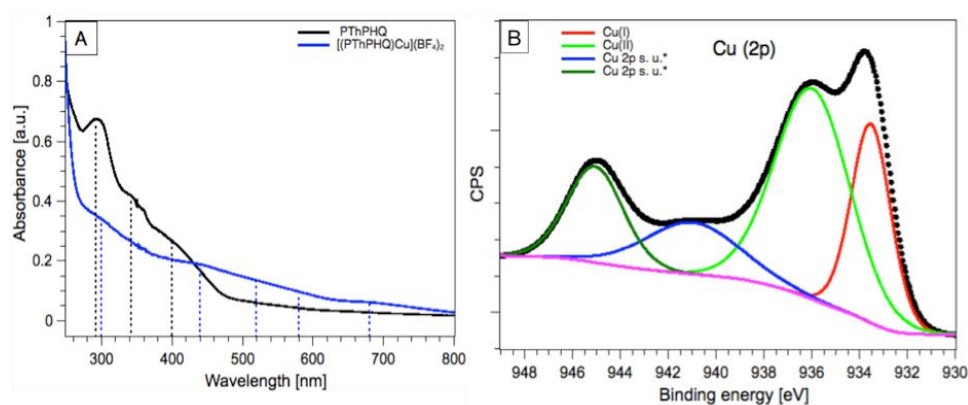 A
PThPHQ
[(PThPHQ)Cu](BF₄)₂
1
0.8
0.6
0.4
0.2
0
Absorbance [a.u.]
300 400 500 600 700 800
Wavelength [nm]
B
Cu(I)
Cu(II)
Cu 2p s. u.*
Cu 2p s. u.*
Cu (2p)
CPS
948 946 944 942 940 938 936 934 932 930
Binding energy [eV]